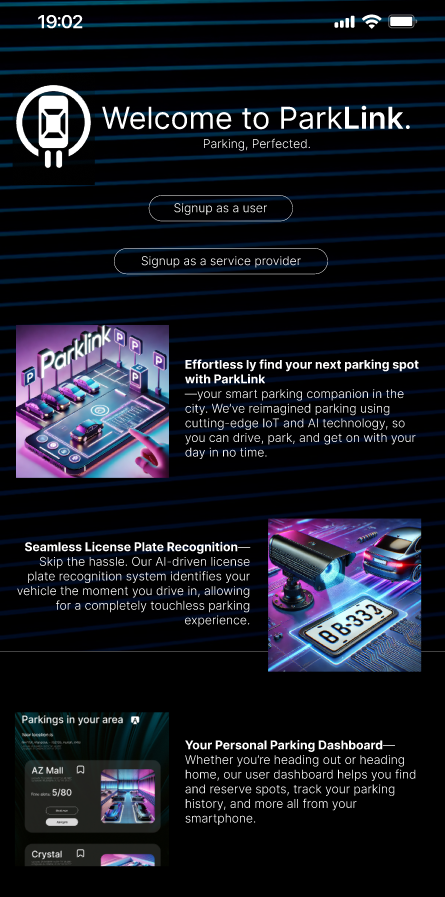 19:02
Welcome to ParkLink.
Parking, Perfected.
Signup as a user
Signup as a service provider
Parklink
P
P
P
P
P
Effortless ly find your next parking spot
with ParkLink
—your smart parking companion in the
city. We've reimagined parking using
cutting-edge IoT and AI technology, so
you can drive, park, and get on with your
day in no time.
Seamless License Plate Recognition—
Skip the hassle. Our AI-driven license
plate recognition system identifies your
vehicle the moment you drive in, allowing
for a completely touchless parking
experience.
BB-333
Parkings in your area
Your location is
AZ Mall
Free slots: 5/80
Crystal
Your Personal Parking Dashboard—
Whether you're heading out or heading
home, our user dashboard helps you find
and reserve spots, track your parking
history, and more all from your
smartphone.